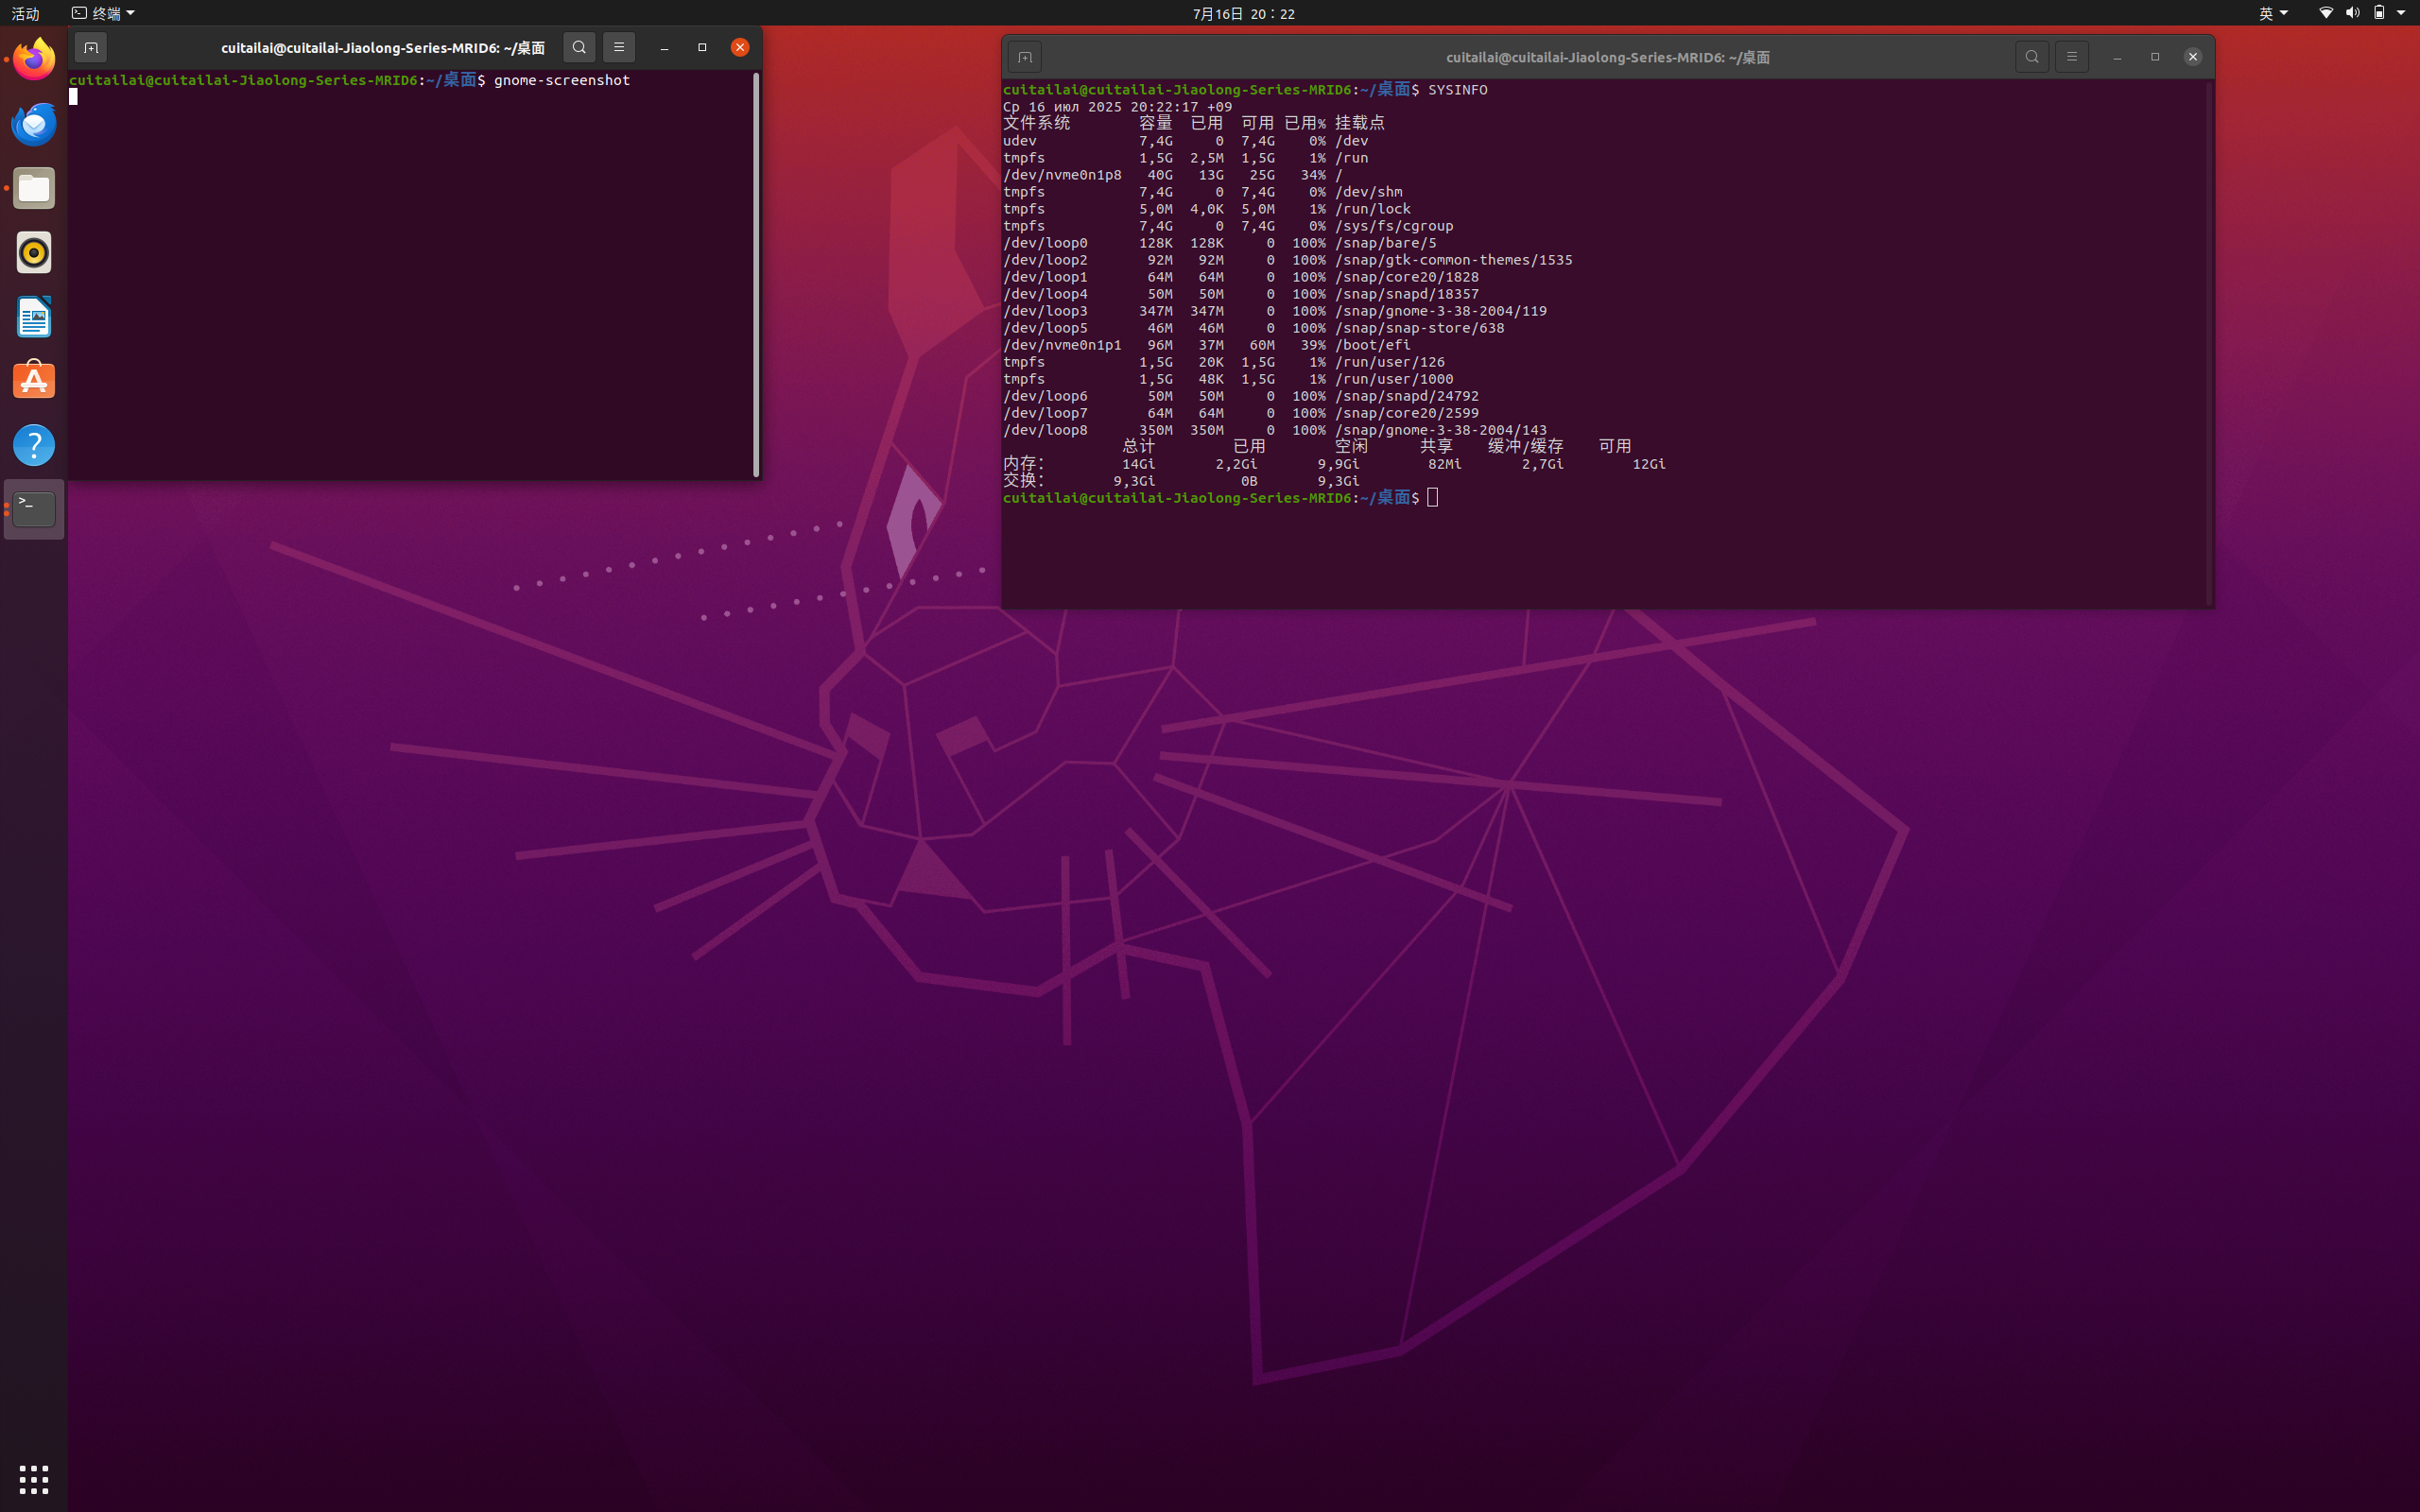 活动 终端 7月16日 20：22 英
cuitailai@cuitailai-Jiaolong-Series-MRID6: ~/桌面
cuitailai@cuitailai-Jiaolong-Series-MRID6:~/桌面$ gnome-screenshot
cuitailai@cuitailai-Jiaolong-Series-MRID6: ~/桌面
cuitailai@cuitailai-Jiaolong-Series-MRID6:~/桌面$ SYSINFO
Ср 16 июл 2025 20:22:17 +09
文件系统 容量 已用 可用 已用% 挂载点
udev 7,4G 0 7,4G 0% /dev
tmpfs 1,5G 2,5M 1,5G 1% /run
/dev/nvme0n1p8 40G 13G 25G 34% /
tmpfs 7,4G 0 7,4G 0% /dev/shm
tmpfs 5,0M 4,0K 5,0M 1% /run/lock
tmpfs 7,4G 0 7,4G 0% /sys/fs/cgroup
/dev/loop0 128K 128K 0 100% /snap/bare/5
/dev/loop2 92M 92M 0 100% /snap/gtk-common-themes/1535
/dev/loop1 64M 64M 0 100% /snap/core20/1828
/dev/loop4 50M 50M 0 100% /snap/snapd/18357
/dev/loop3 347M 347M 0 100% /snap/gnome-3-38-2004/119
/dev/loop5 46M 46M 0 100% /snap/snap-store/638
/dev/nvme0n1p1 96M 37M 60M 39% /boot/efi
tmpfs 1,5G 20K 1,5G 1% /run/user/126
tmpfs 1,5G 48K 1,5G 1% /run/user/1000
/dev/loop6 50M 50M 0 100% /snap/snapd/24792
/dev/loop7 64M 64M 0 100% /snap/core20/2599
/dev/loop8 350M 350M 0 100% /snap/gnome-3-38-2004/143
总计 已用 空闲 共享 缓冲/缓存 可用
内存： 14Gi 2,2Gi 9,9Gi 82Mi 2,7Gi 12Gi
交换： 9,3Gi 0B 9,3Gi
cuitailai@cuitailai-Jiaolong-Series-MRID6:~/桌面$